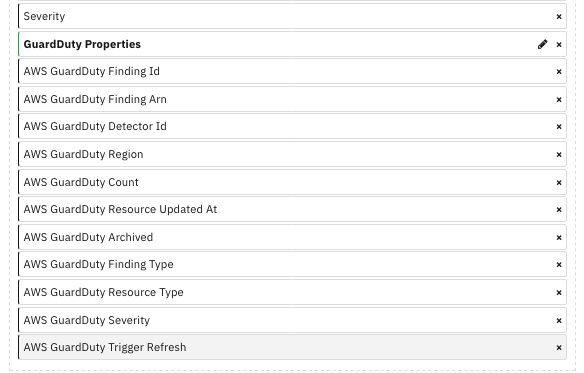 Severity
GuardDuty Properties
AWS GuardDuty Finding Id
AWS GuardDuty Finding Arn
AWS GuardDuty Detector Id
AWS GuardDuty Region
AWS GuardDuty Count
AWS GuardDuty Resource Updated At
AWS GuardDuty Archived
AWS GuardDuty Finding Type
AWS GuardDuty Resource Type
AWS GuardDuty Severity
AWS GuardDuty Trigger Refresh